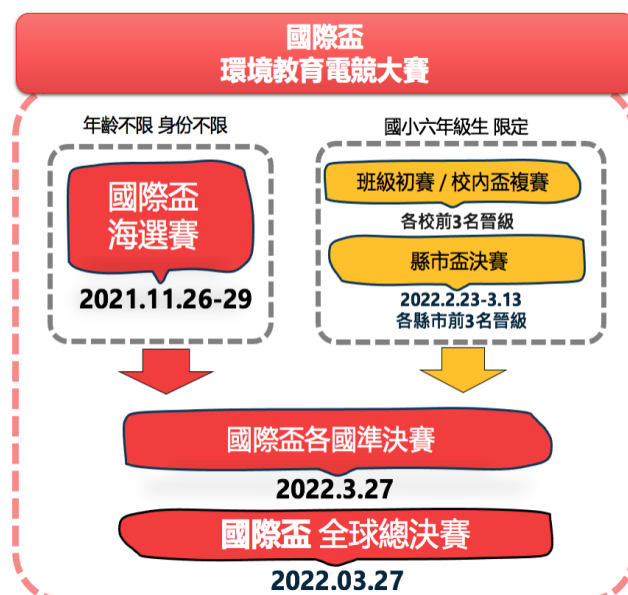 國際盃
環境教育電競大賽
年齡不限 身份不限
國際盃
海選賽
2021.11.26-29
國小六年級生 限定
班級初賽 / 校內盃複賽
各校前3名晉級
縣市盃決賽
2022.2.23-3.13
各縣市前3名晉級
國際盃各國準決賽
2022.3.27
國際盃 全球總決賽
2022.03.27